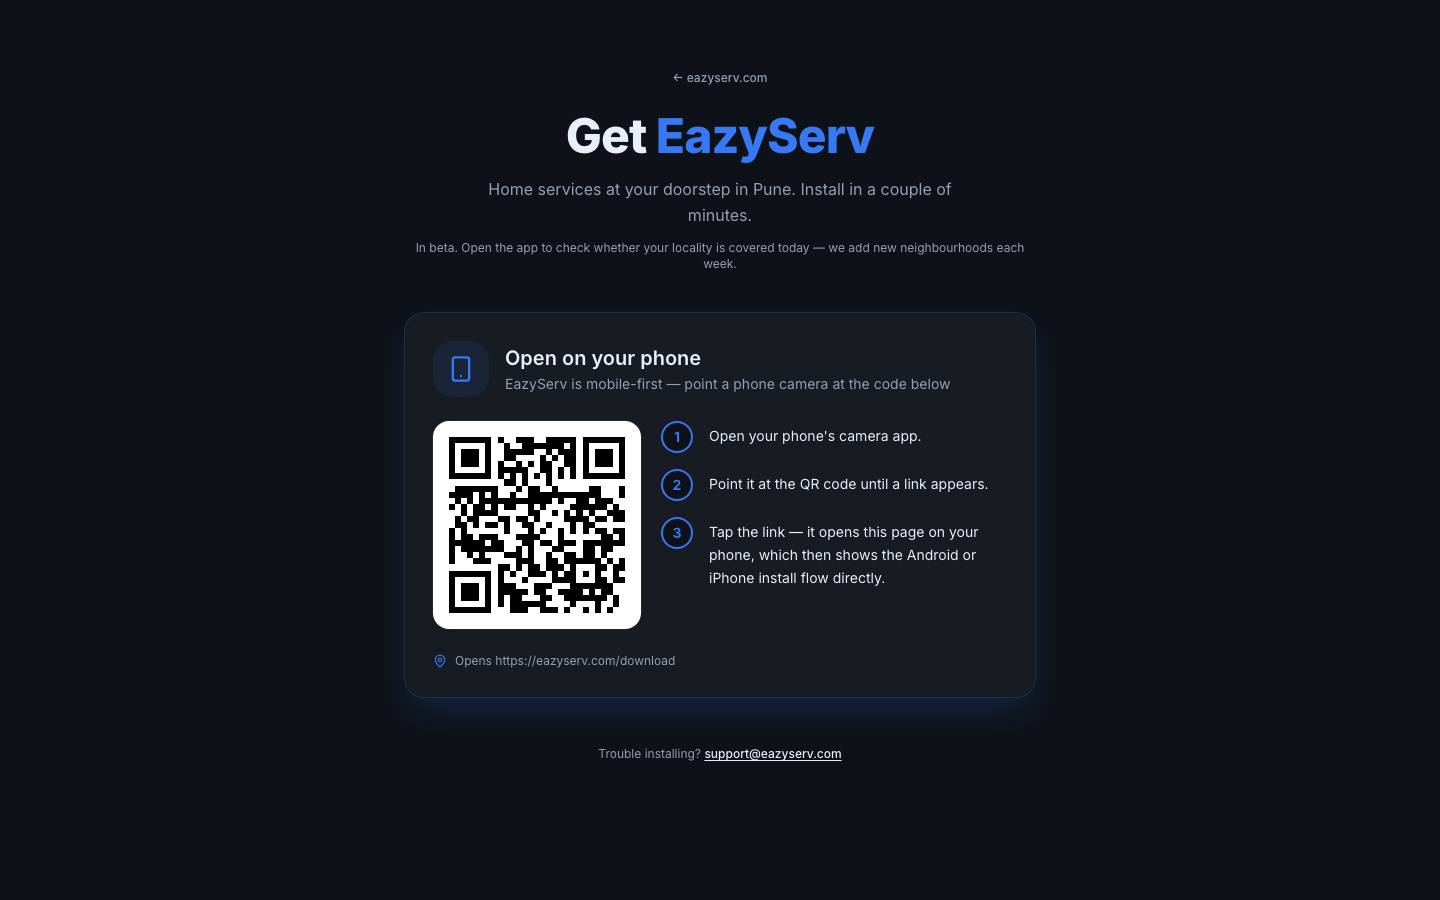 ← eazyserv.com
Get EazyServ
Home services at your doorstep in Pune. Install in a couple of
minutes.
In beta. Open the app to check whether your locality is covered today — we add new neighbourhoods each
week.
Open on your phone
EazyServ is mobile-first — point a phone camera at the code below
1 Open your phone's camera app.
2 Point it at the QR code until a link appears.
3 Tap the link — it opens this page on your
phone, which then shows the Android or
iPhone install flow directly.
Opens https://eazyserv.com/download
Trouble installing? support@eazyserv.com